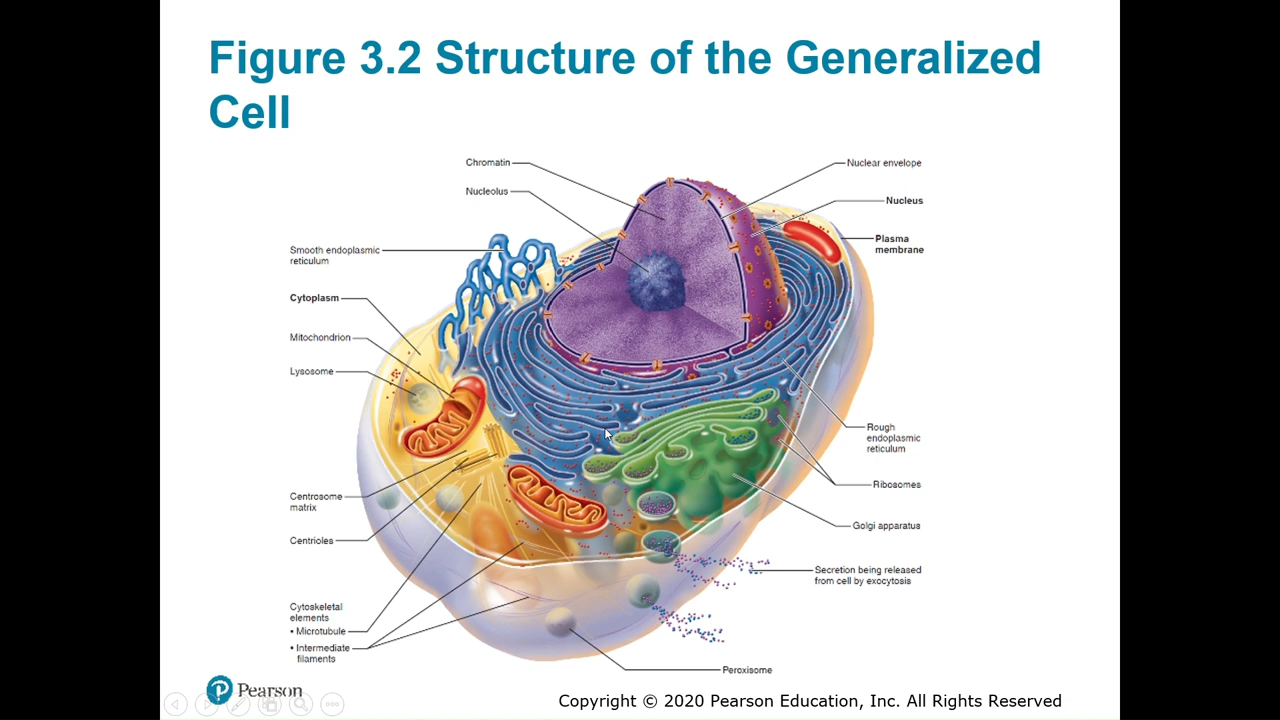 Figure 3.2 Structure of the Generalized
Cell
Chromatin
Nucleolus
Smooth endoplasmic
reticulum
Cytoplasm
Mitochondrion
Lysosome
Centrosome
matrix
Centrioles
Cytoskeletal
elements
• Microtubule
• Intermediate
filaments
Nuclear envelope
Nucleus
Plasma
membrane
Rough
endoplasmic
reticulum
Ribosomes
Golgi apparatus
Secretion being released
from cell by exocytosis
Peroxisome
P Pearson
Copyright © 2020 Pearson Education, Inc. All Rights Reserved